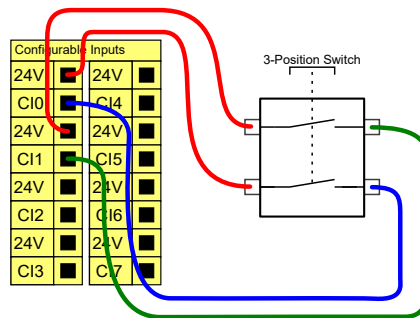 Configurable Inputs
3-Position Switch
24V 24V
CI0 CI4
24V 24V
CI1 CI5
24V 24V
CI2 CI6
24V 24V
CI3 CI7